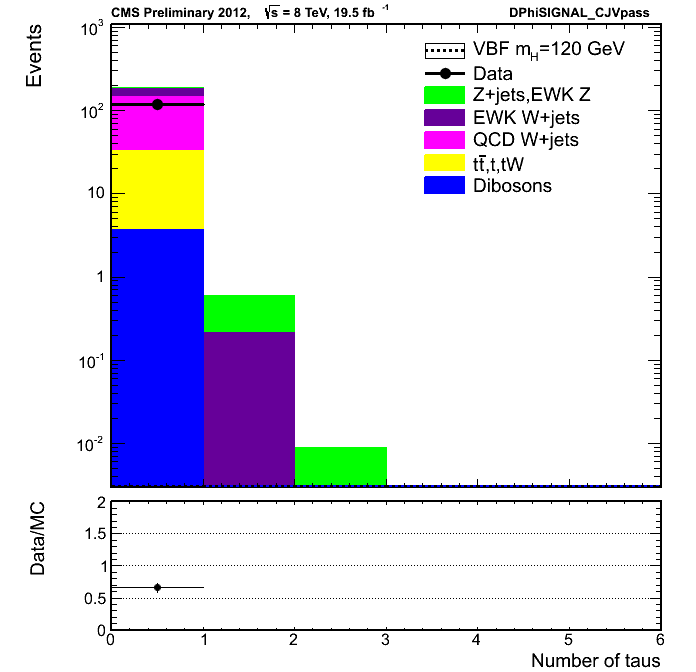 CMS Preliminary 2012, √s = 8 TeV, 19.5 fb⁻¹ DPhiSIGNAL_CJVpass
Events
10³
10²
10
1
10⁻¹
10⁻²
VBF m_H=120 GeV
Data
Z+jets,EWK Z
EWK W+jets
QCD W+jets
tt̄,t,tW
Dibosons
Data/MC
2
1.5
1
0.5
0
0 1 2 3 4 5 6
Number of taus